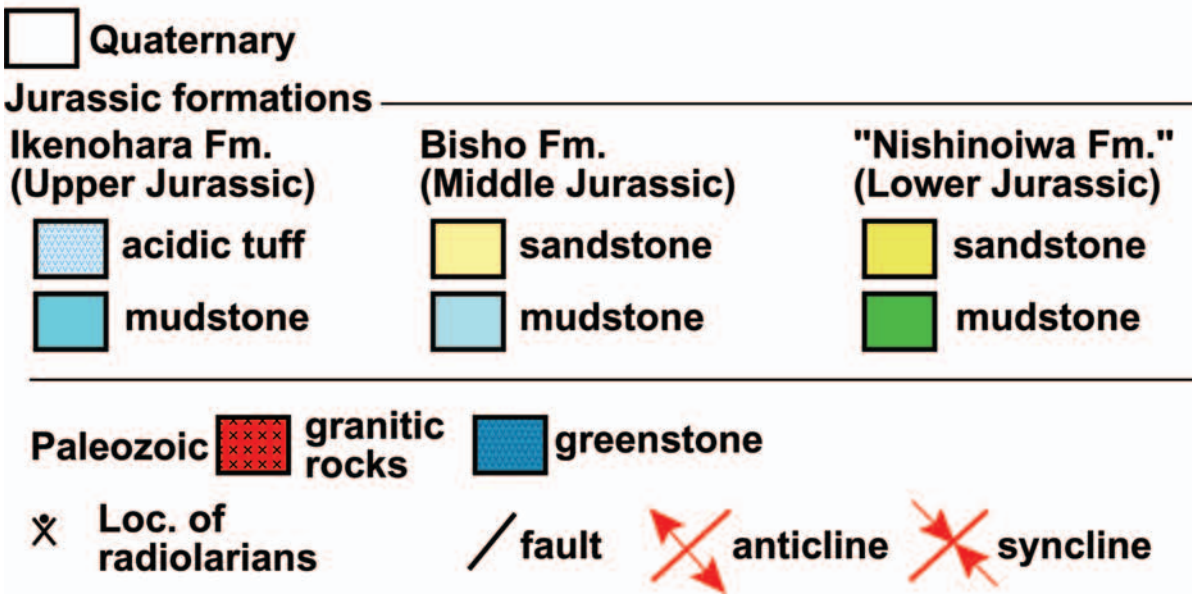 Quaternary
Jurassic formations
Ikenohara Fm.
(Upper Jurassic)
acidic tuff
mudstone
Bisho Fm.
(Middle Jurassic)
sandstone
mudstone
"Nishinoiwa Fm."
(Lower Jurassic)
sandstone
mudstone
Paleozoic
granitic
rocks
greenstone
Loc. of
radiolarians
fault
anticline
syncline